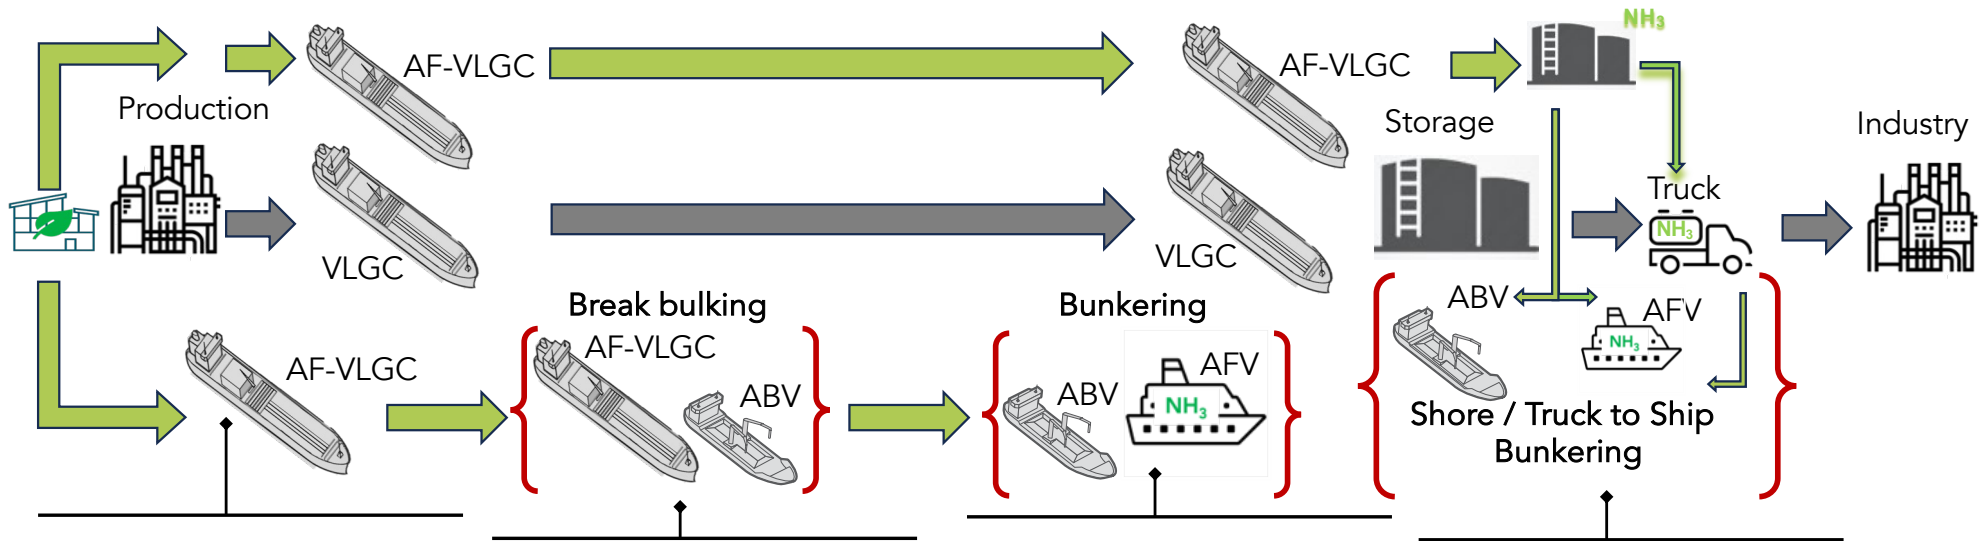 NH3
AF-VLGC
AF-VLGC
Production
Storage
Industry
Truck
NH3
VLGC
VLGC
Break bulking
Bunkering
ABV
AFV
AF-VLGC
NH3
AF-VLGC
AFV
ABV
ABV
NH3
Shore / Truck to Ship
Bunkering